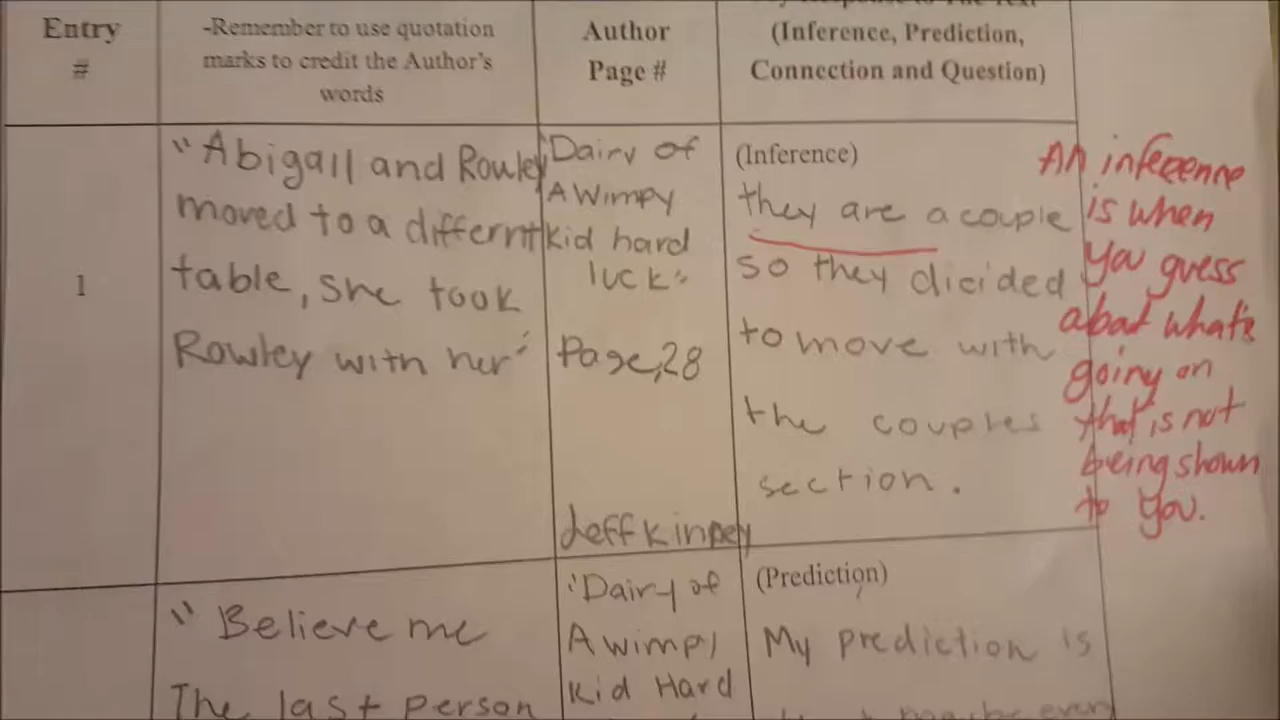 Entry
#
-Remember to use quotation
marks to credit the Author's
words
Author
Page #
(Inference, Prediction,
Connection and Question)
1
"Abigail and Rowley
moved to a differnt
table, she took
Rowley with her"
"Dairy of
A Wimpy
kid hard
luck"
Page,28
Jeff kinney
(Inference)
they are a couple
so they dicided
to move with
the couples
section.
An inference
is when
you guess
about what's
going on
that is not
being shown
to you.
" Believe me
The last person
"Dairy of
A wimpy
Kid Hard
(Prediction)
My prediction is